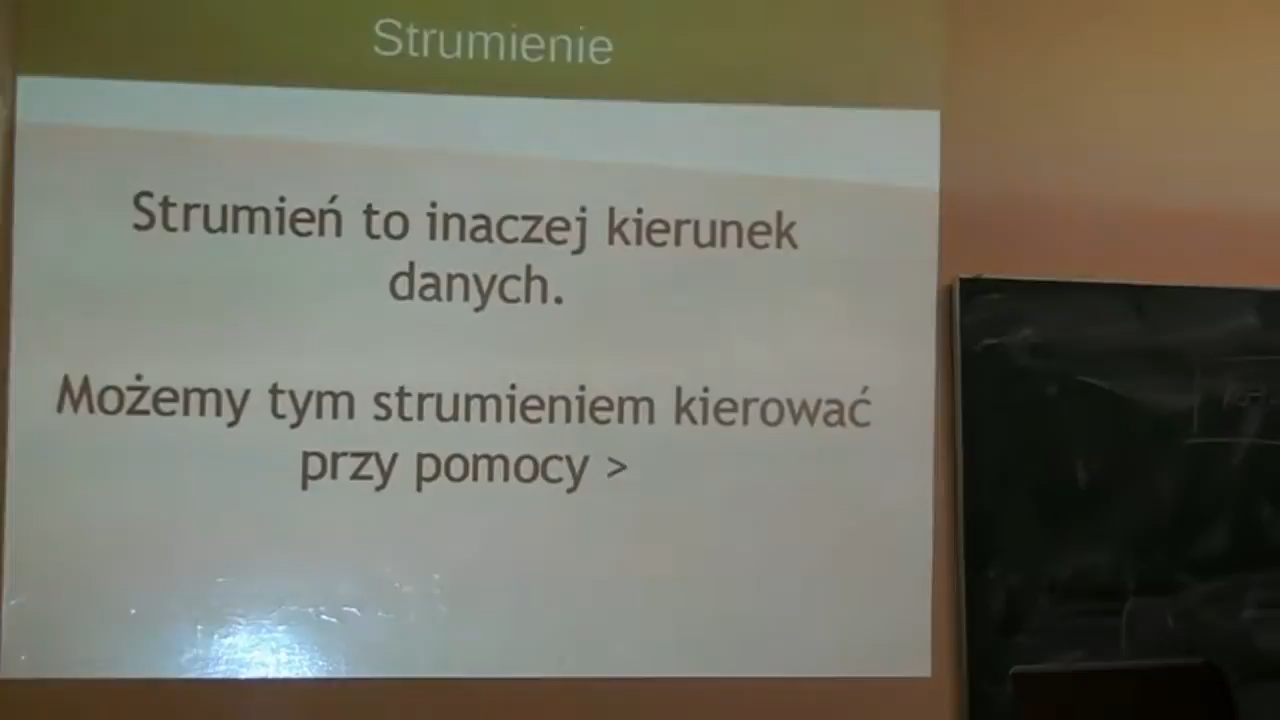 Strumienie
Strumień to inaczej kierunek
danych.
Możemy tym strumieniem kierować
przy pomocy >